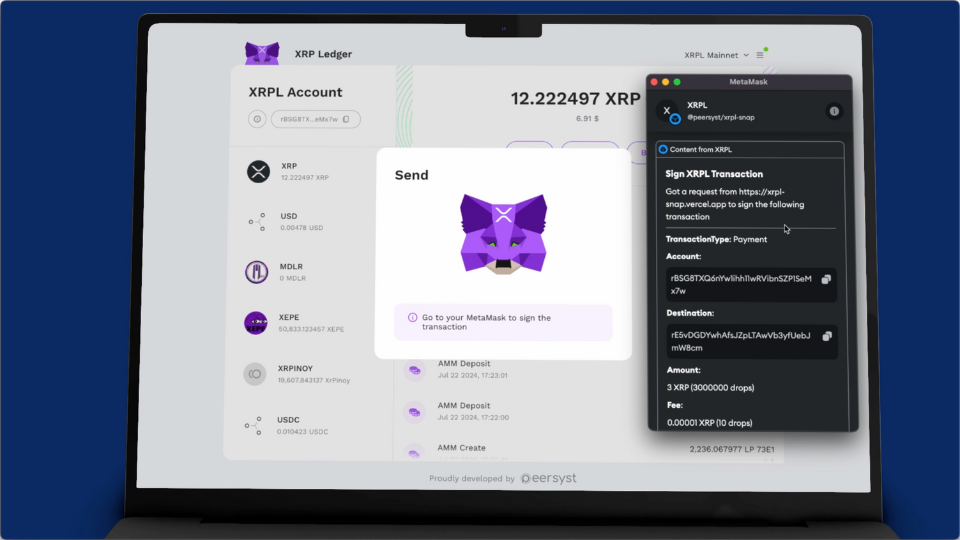 XRP Ledger
XRPL Mainnet
XRPL Account
rBSG8TX...eMx7w
12.222497 XRP
6.91 $
XRP
12.222497 XRP
USD
0.00478 USD
MDLR
0 MDLR
XEPE
50,833.123457 XEPE
XRPINOY
19,607.843137 XrPinoy
USDC
0.010423 USDC
Send
Go to your MetaMask to sign the
transaction
AMM Deposit
Jul 22 2024, 17:23:01
AMM Deposit
Jul 22 2024, 17:22:00
AMM Create
2,236.067977 LP 73E1
Proudly developed by peersyst
MetaMask
X
XRPL
@peersyst/xrpl-snap
Content from XRPL
Sign XRPL Transaction
Got a request from https://xrpl-
snap.vercel.app to sign the following
transaction
TransactionType: Payment
Account:
rBSG8TXQ6nYw1ihh11wRVibnSZP1SeM
x7w
Destination:
rE5vDGDYwhAfsJZpLTAwVb3yfUebJ
mW8cm
Amount:
3 XRP (3000000 drops)
Fee:
0.00001 XRP (10 drops)